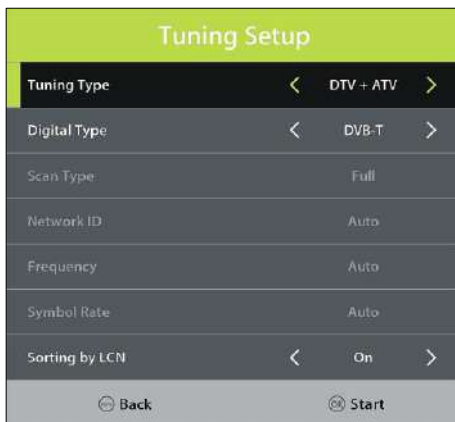 Tuning Setup
Tuning Type < DTV + ATV >
Digital Type < DVB-T >
Scan Type Full
Network ID Auto
Frequency Auto
Symbol Rate Auto
Sorting by LCN < On >
Back OK Start